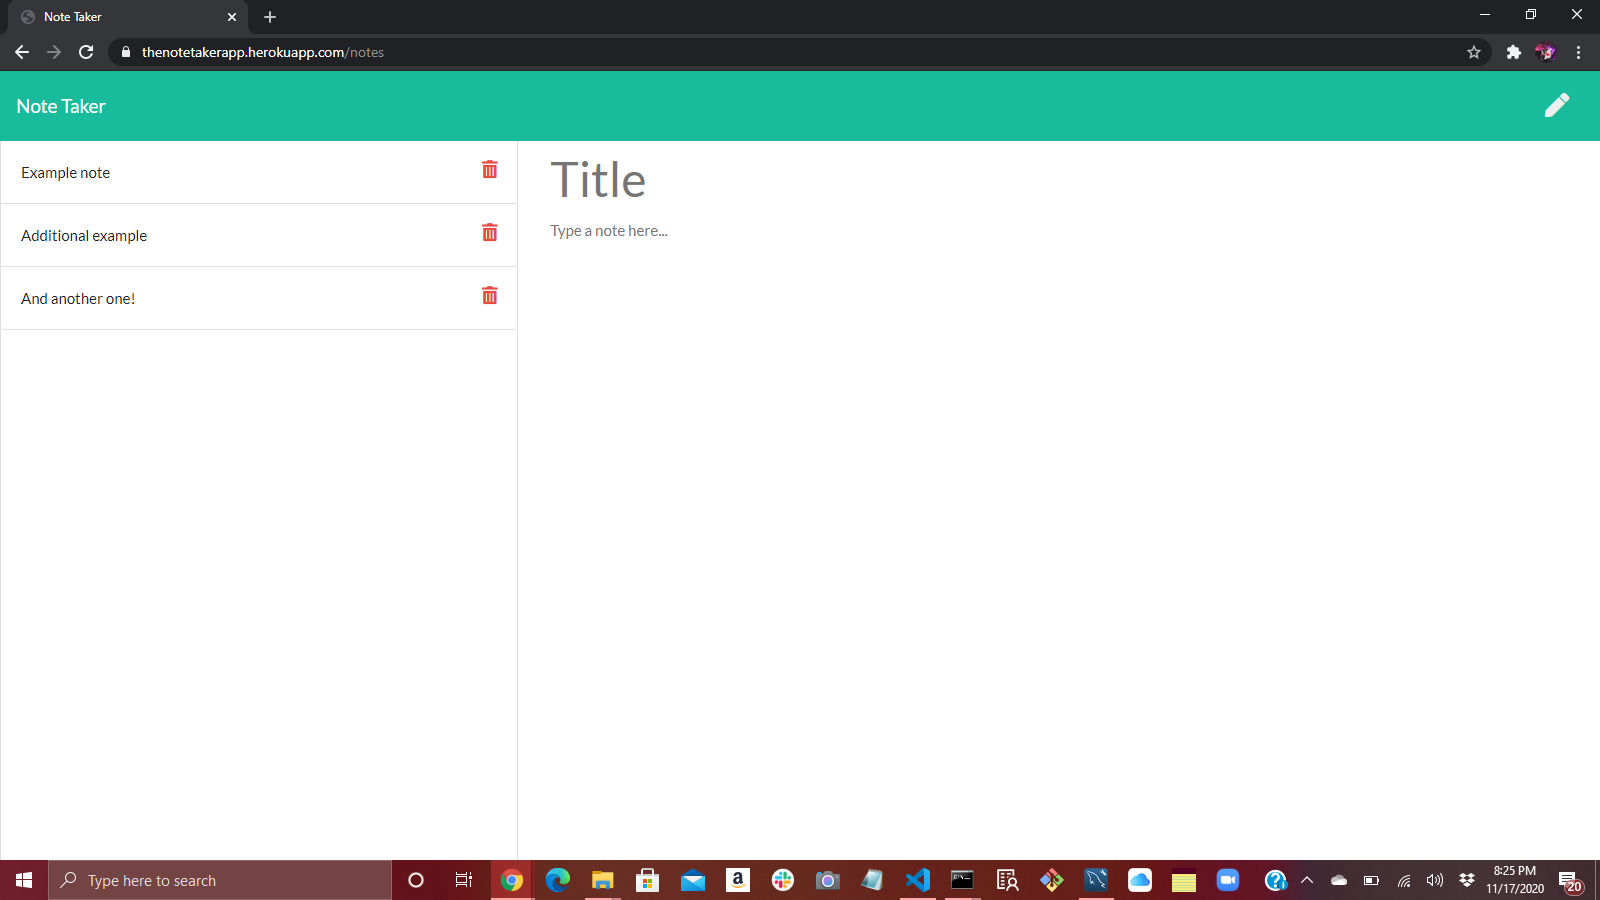 Note Taker
thenotetakerapp.herokuapp.com/notes
Note Taker
Example note
Additional example
And another one!
Title
Type a note here...
Type here to search
8:25 PM
11/17/2020
20